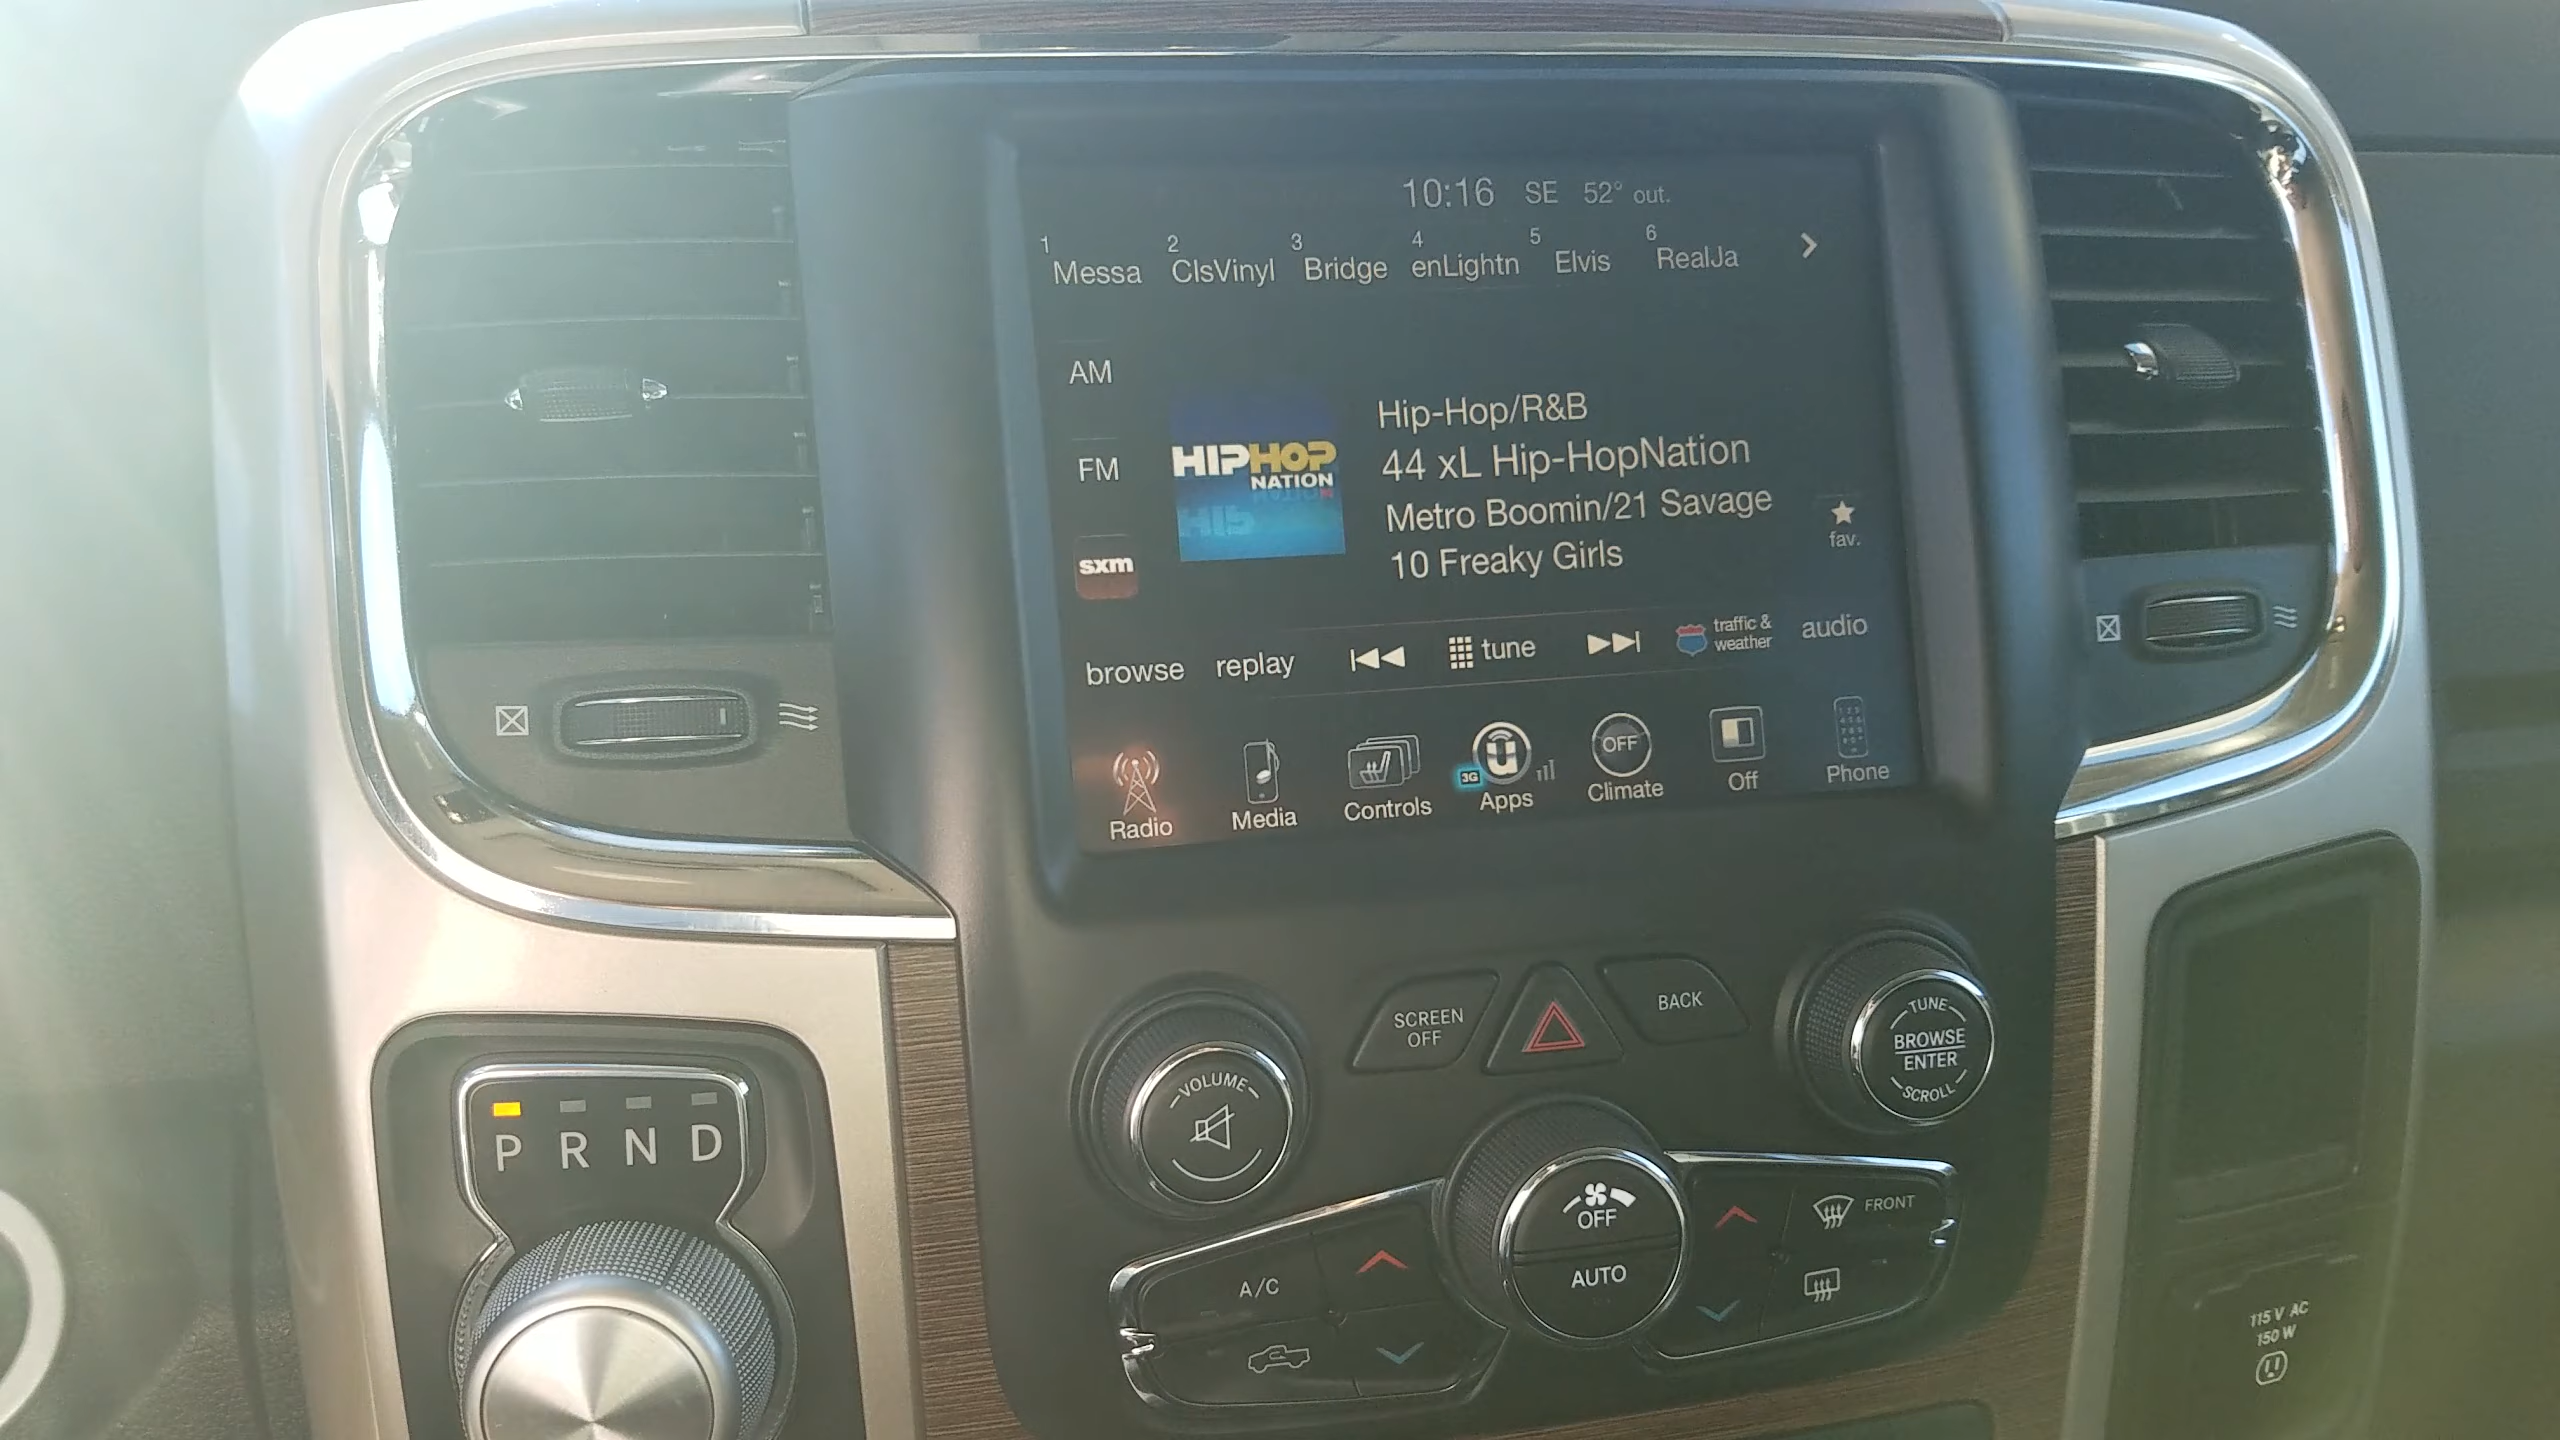 10:16 SE 52° out.
1 2 3 4 5 6
Messa ClsVinyl Bridge enLightn Elvis RealJa
AM
FM
sxm
HIPHOP
NATION
Hip-Hop/R&B
44 xL Hip-HopNation
Metro Boomin/21 Savage
10 Freaky Girls
fav.
browse replay tune traffic & weather audio
3G
OFF
Radio Media Controls Apps Climate Off Phone
SCREEN
OFF
BACK
TUNE
BROWSE
ENTER
SCROLL
VOLUME
P R N D
OFF
AUTO
A/C
FRONT
115 V AC
150 W